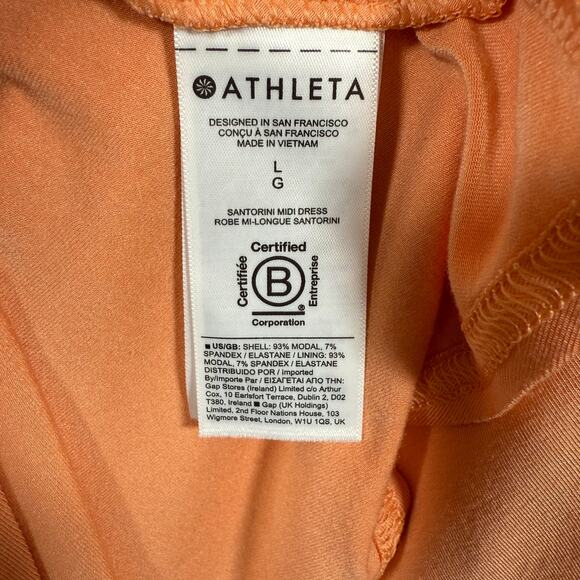 ATHLETA
DESIGNED IN SAN FRANCISCO
CONÇU À SAN FRANCISCO
MADE IN VIETNAM
L
G
SANTORINI MIDI DRESS
ROBE MI-LONGUE SANTORINI
Certified
Certifiée
B
®
Entreprise
Corporation
■ US/GB: SHELL: 93% MODAL, 7%
SPANDEX / ELASTANE / LINING: 93%
MODAL, 7% SPANDEX / ELASTANE
DISTRIBUIDO POR / imported
By/Importe Par / ΕΙΣΑΓΕΤΑΙ ΑΠΟ ΤΗΝ:
Gap Stores (Ireland) Limited c/o Arthur
Cox, 10 Earlsfort Terrace, Dublin 2, D02
T380, Ireland ■ Gap (UK Holdings)
Limited, 2nd Floor Nations House, 103
Wigmore Street, London, W1U 1QS, UK